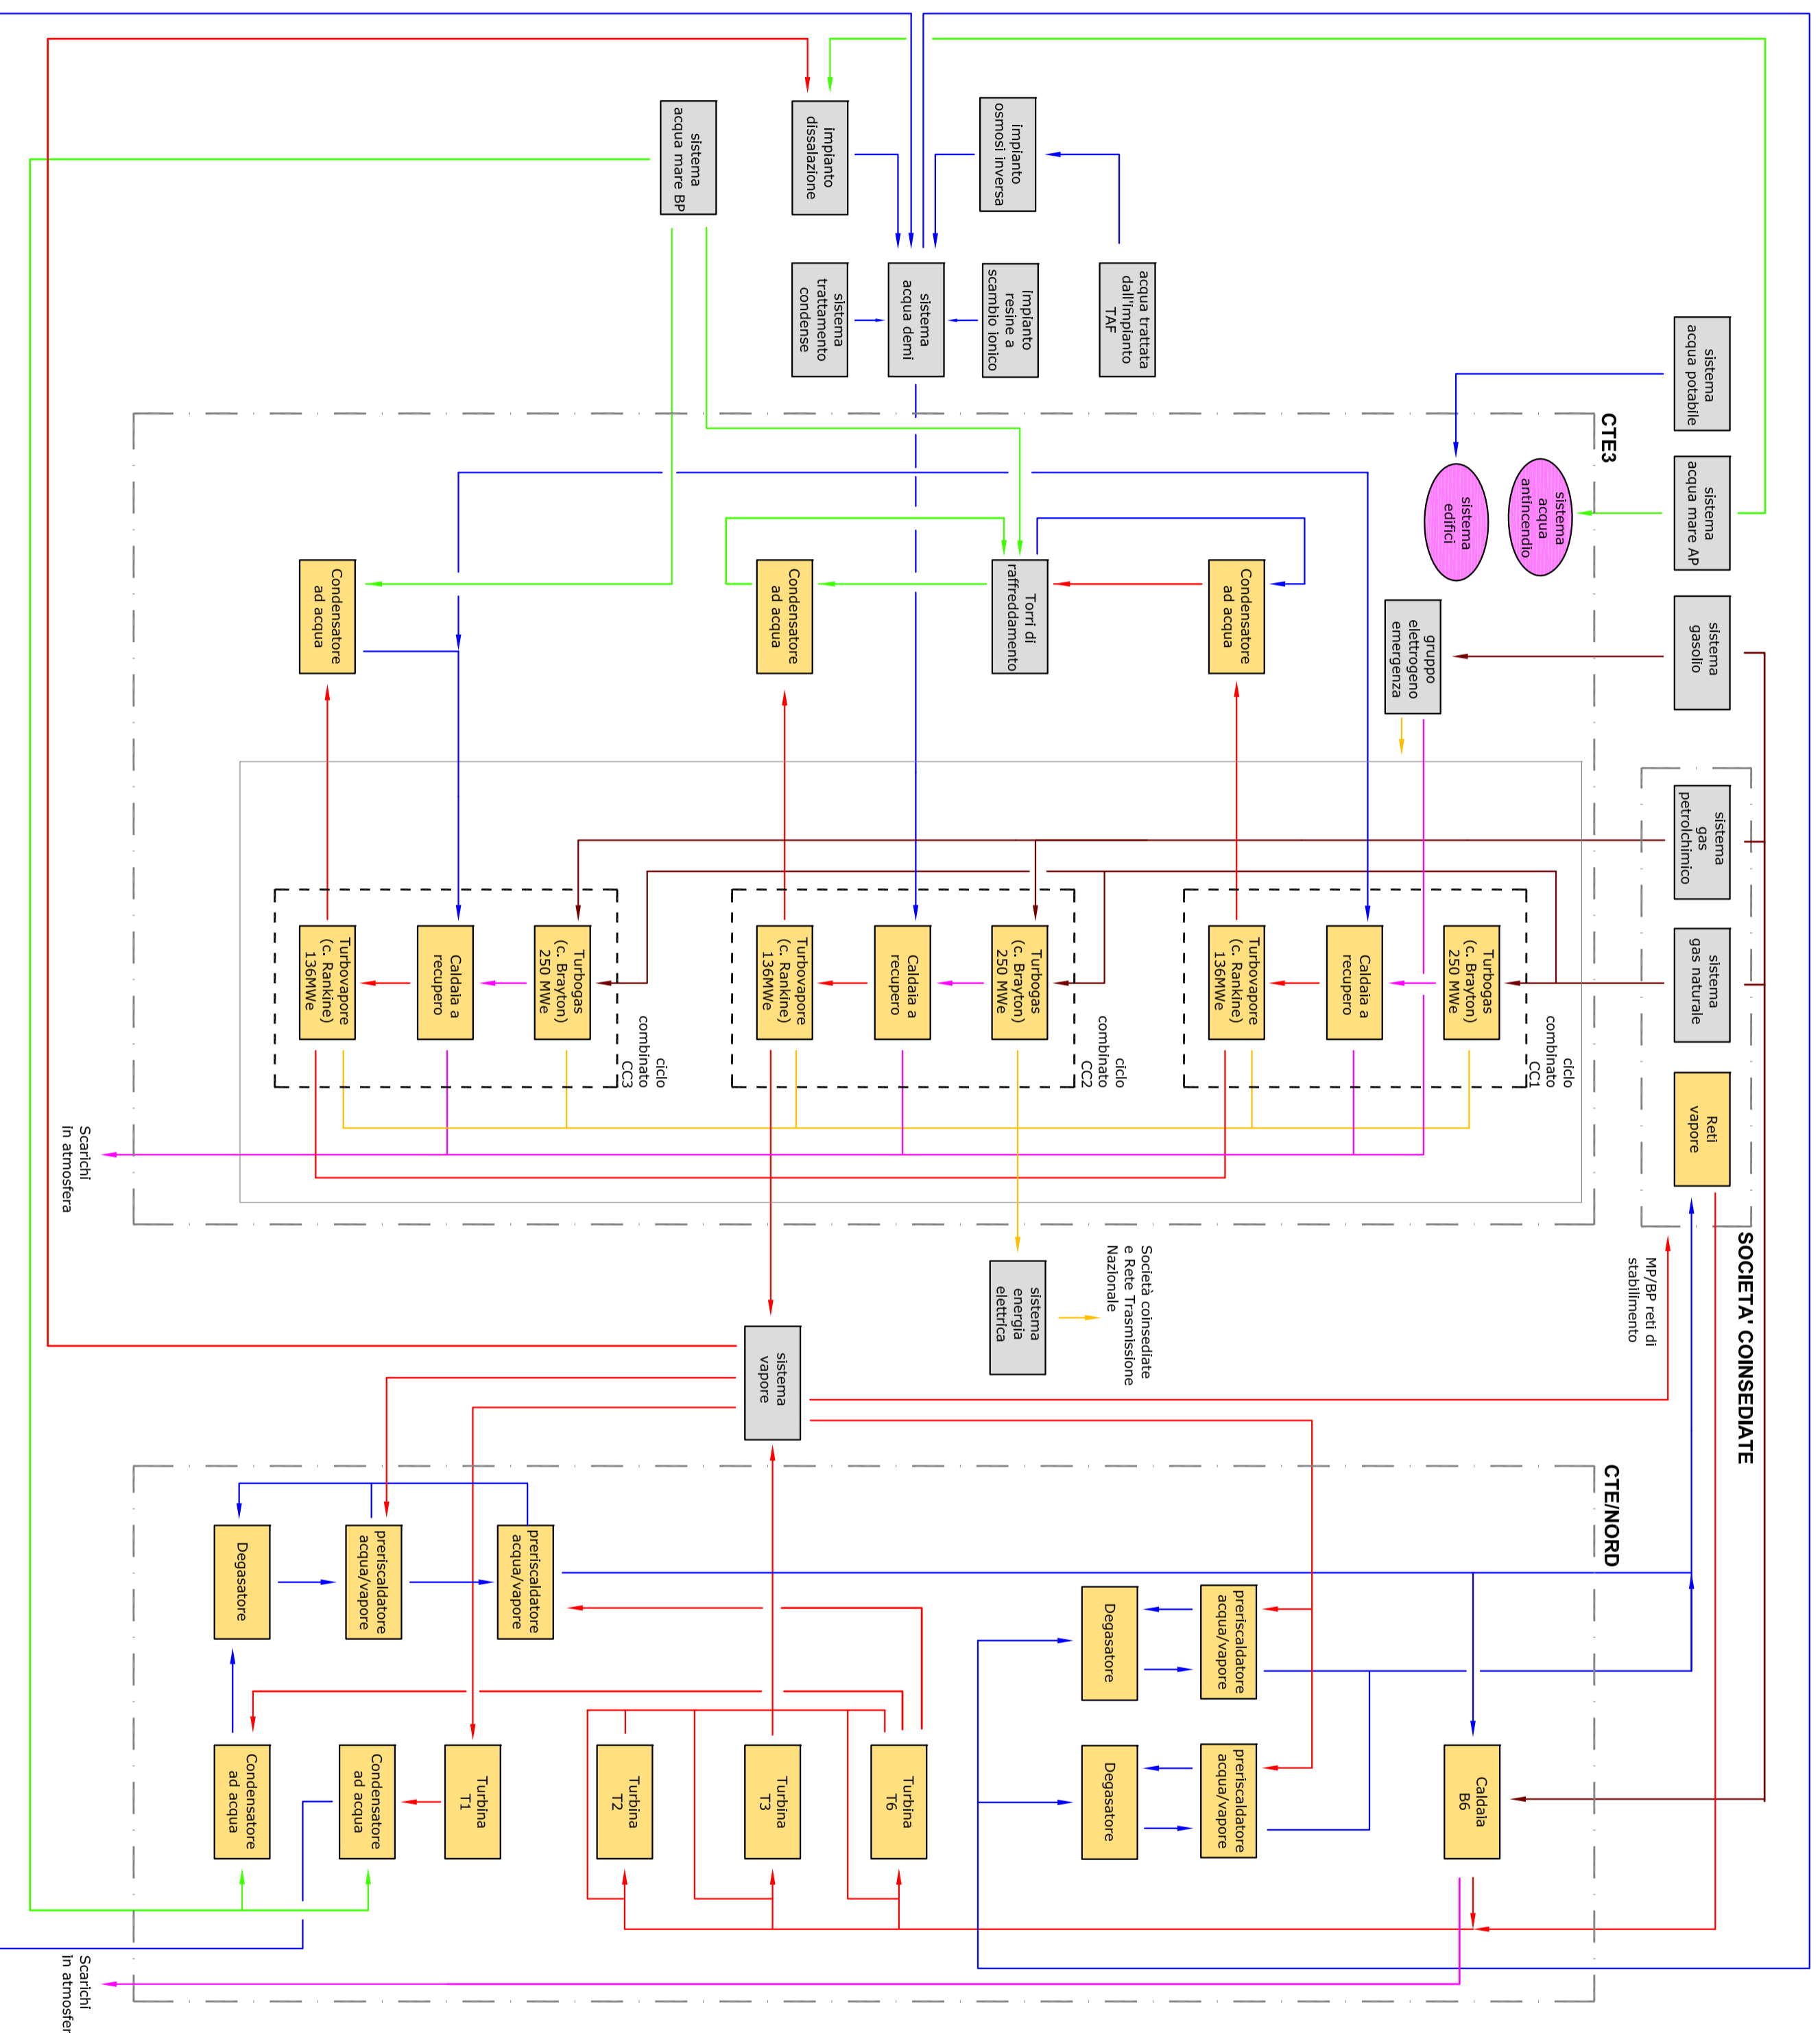 SOCIETA' COINSEDIATE
sistema
acqua potabile
sistema
acqua mare AP
sistema
gasolio
sistema
gas
petrolchimico
sistema
gas naturale
Reti
vapore
MP/BP reti di
stabilimento
CTE3
CTE/NORD
sistema
acqua
antincendio
sistema
edifici
gruppo
elettrogeno
emergenza
ciclo
combinato
CC1
Turbogas
(c. Brayton)
250 MWe
Caldaia a
recupero
Turbovapore
(c. Rankine)
136MWe
Condensatore
ad acqua
Caldaia
B6
preriscaldatore
acqua/vapore
preriscaldatore
acqua/vapore
Degasatore
Degasatore
acqua trattata
dall'impianto
TAF
Società coinsediate
e Rete Trasmissione
Nazionale
ciclo
combinato
CC2
impianto
osmosi inversa
impianto
resine a
scambio ionico
Torri di
raffreddamento
Turbogas
(c. Brayton)
250 MWe
sistema
energia
elettrica
sistema
acqua demi
Caldaia a
recupero
Turbina
T6
impianto
dissalazione
sistema
trattamento
condense
Condensatore
ad acqua
Turbovapore
(c. Rankine)
136MWe
sistema
vapore
Turbina
T3
sistema
acqua mare BP
Turbina
T2
ciclo
combinato
CC3
Turbogas
(c. Brayton)
250 MWe
Caldaia a
recupero
Turbovapore
(c. Rankine)
136MWe
Condensatore
ad acqua
preriscaldatore
acqua/vapore
Turbina
T1
preriscaldatore
acqua/vapore
Condensatore
ad acqua
Degasatore
Condensatore
ad acqua
Scarichi
in atmosfera
Scarichi
in atmosfer